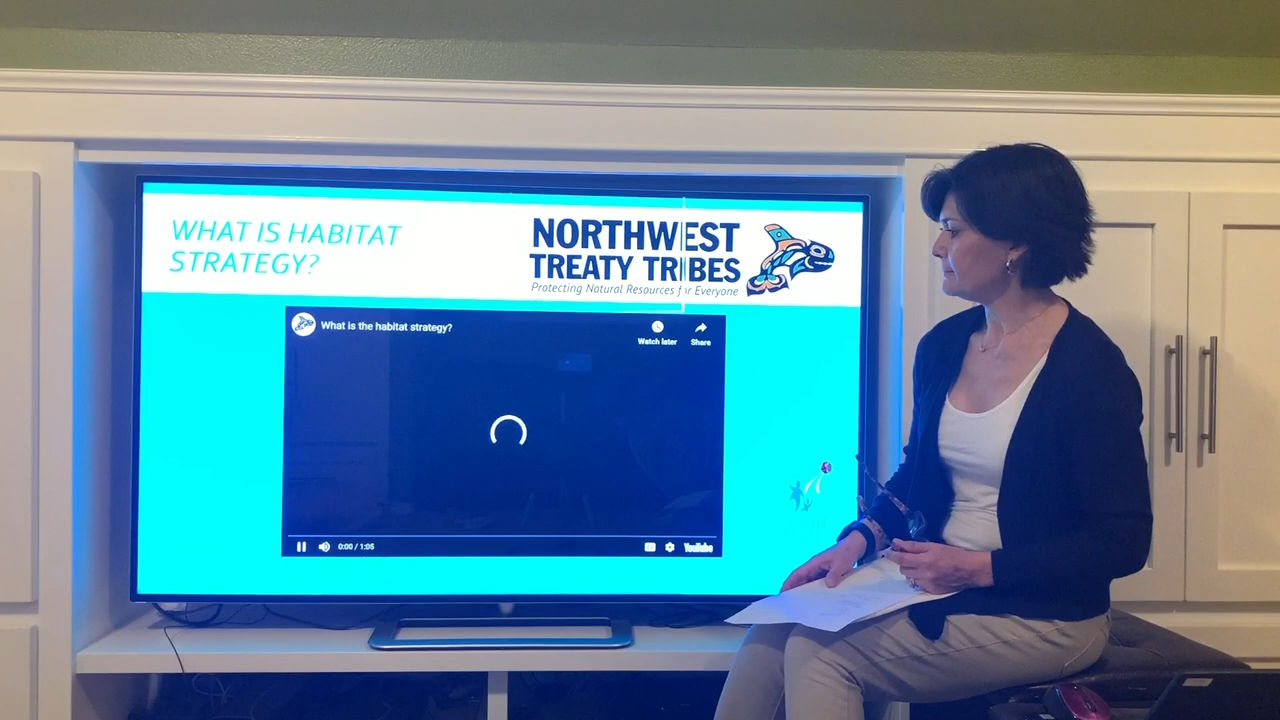 WHAT IS HABITAT
STRATEGY?
NORTHWEST
TREATY TRIBES
Protecting Natural Resources for Everyone
What is the habitat strategy?
Watch later
Share
0:00 / 1:05
YouTube